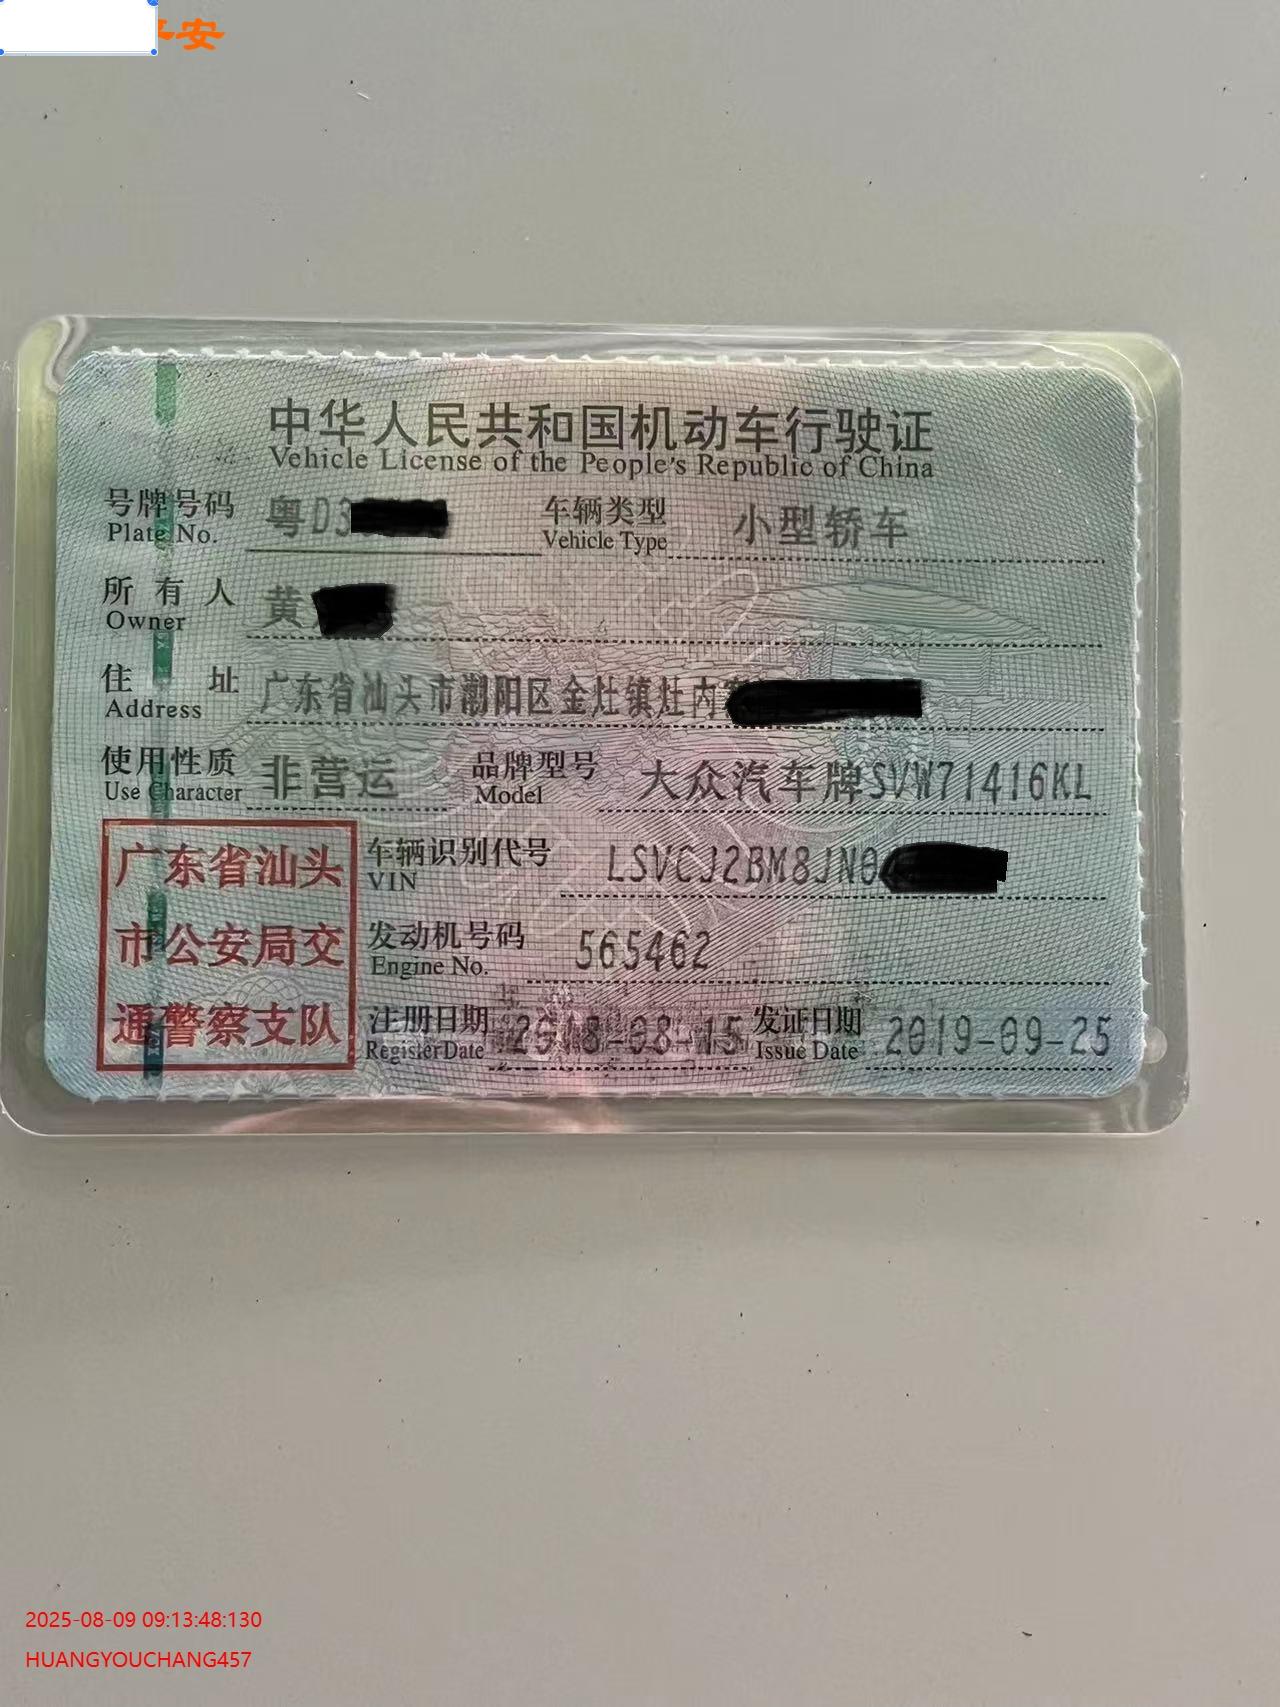 安
中华人民共和国机动车行驶证
Vehicle License of the People's Republic of China
号牌号码 粤D3 车辆类型 小型轿车
Plate No. Vehicle Type
所有人 黄
Owner
住址 广东省汕头市潮阳区金灶镇灶内
Address
使用性质 非营运 品牌型号 大众汽车牌SVW71416KL
Use Character Model
广东省汕头
市公安局交
通警察支队
车辆识别代号 LSVCJ2BM8JN0
VIN
发动机号码 565462
Engine No.
注册日期 2018-08-15 发证日期 2019-09-25
Register Date Issue Date
2025-08-09 09:13:48:130
HUANGYOUCHANG457